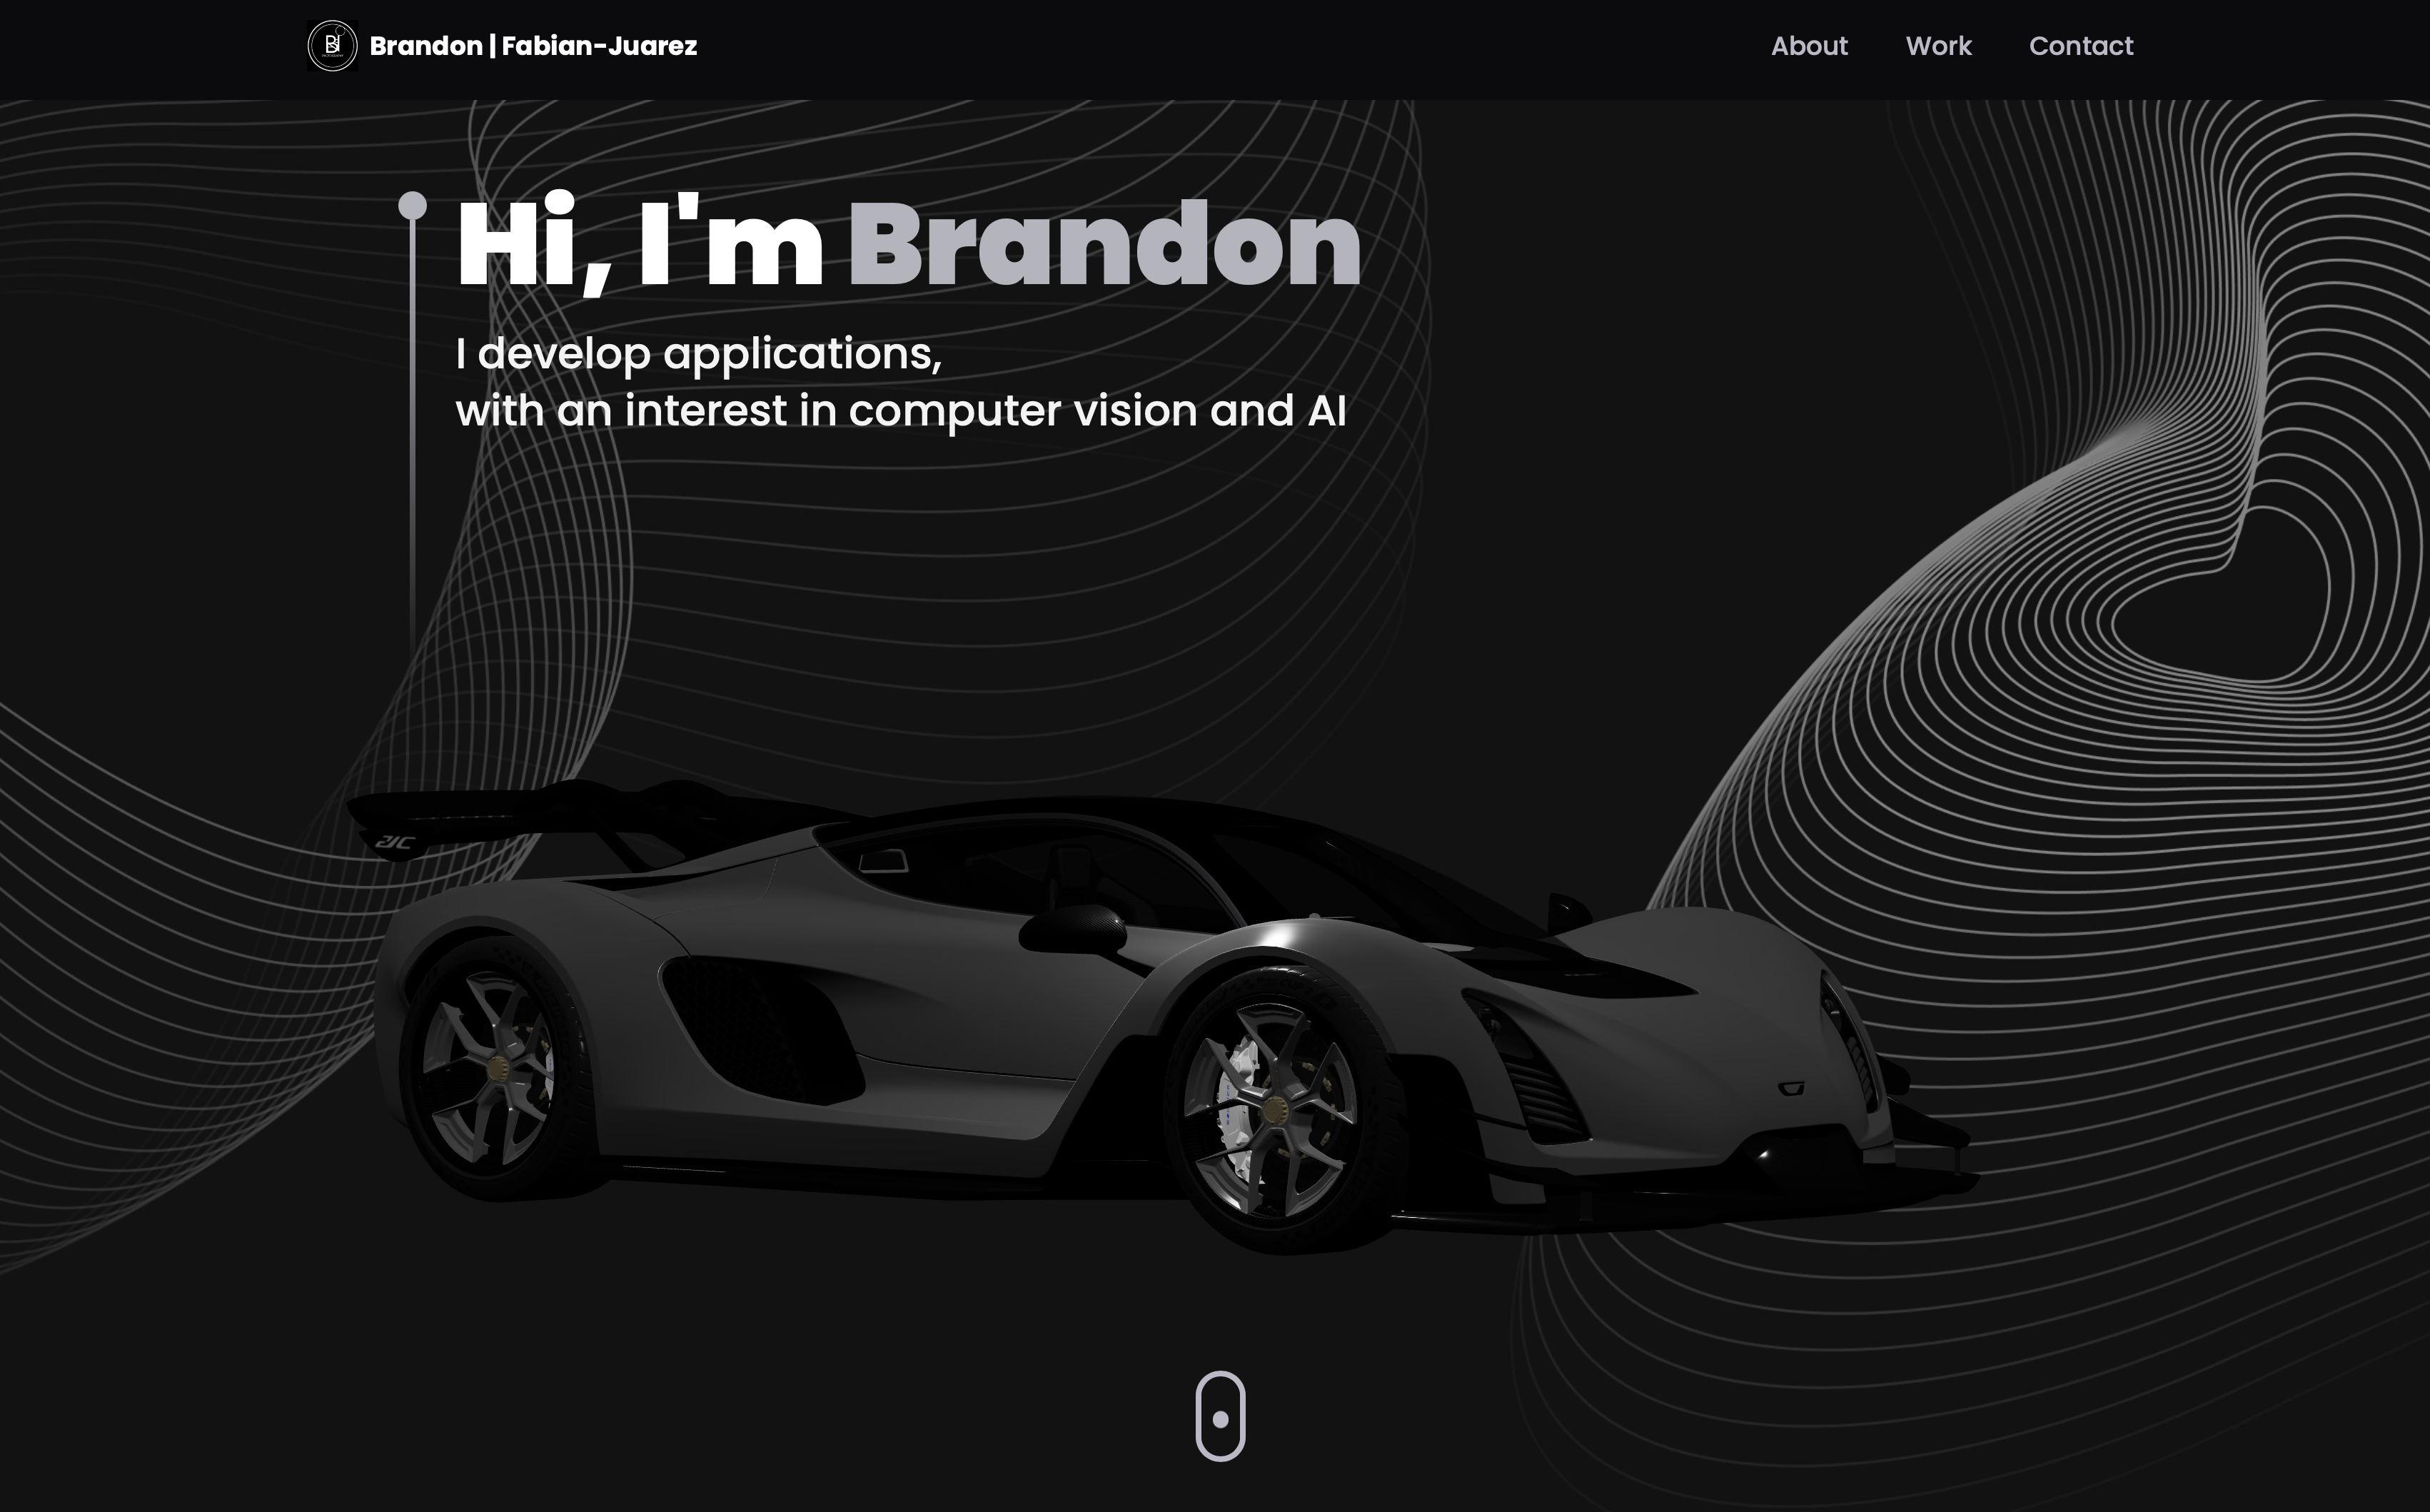 Brandon | Fabian-Juarez
About
Work
Contact
Hi, I'm Brandon
I develop applications,
with an interest in computer vision and AI